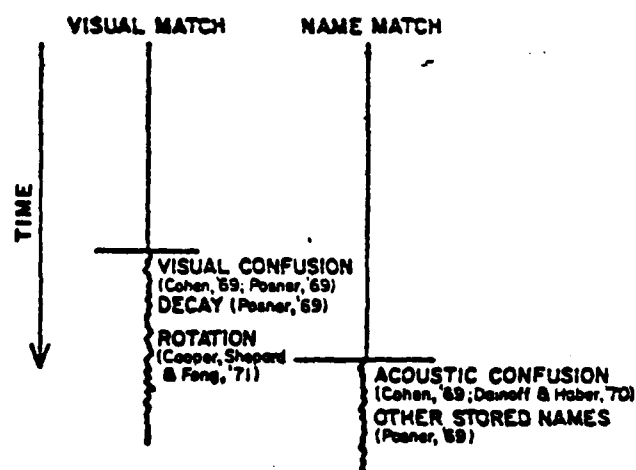 VISUAL MATCH
NAME MATCH
TIME
VISUAL CONFUSION
(Cohen, '69; Posner, '69)
DECAY (Posner, '69)
ROTATION
(Cooper, Shepard
& Feng, '71)
ACOUSTIC CONFUSION
(Cohen, '69; Dainoff & Haber, '70)
OTHER STORED NAMES
(Posner, '69)